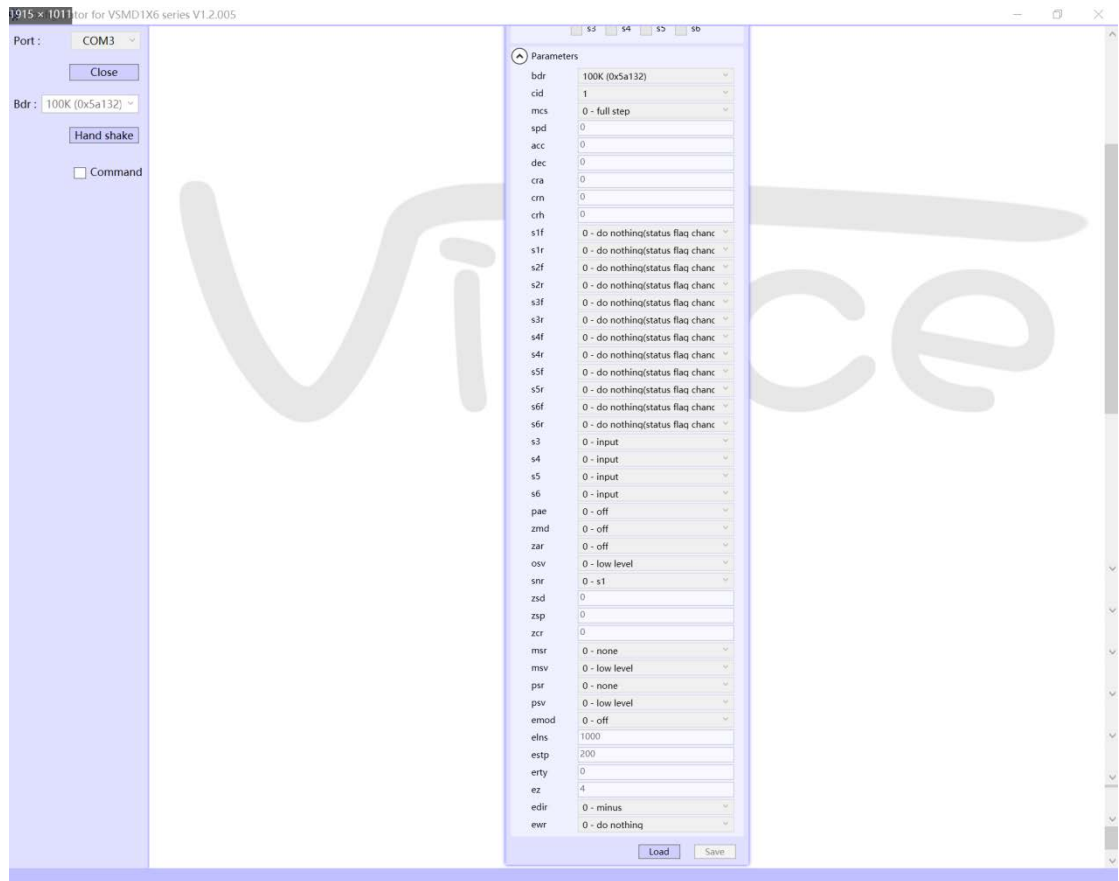 1915 × 1011tor for VSMD1X6 series V1.2.005
s3 s4 s5 s6
Port : COM3
Close
Bdr : 100K (0x5a132)
Hand shake
Command
Parameters
bdr 100K (0x5a132)
cid 1
mcs 0 - full step
spd 0
acc 0
dec 0
cra 0
crn 0
crh 0
s1f 0 - do nothing(status flag chanc
s1r 0 - do nothing(status flag chanc
s2f 0 - do nothing(status flag chanc
s2r 0 - do nothing(status flag chanc
s3f 0 - do nothing(status flag chanc
s3r 0 - do nothing(status flag chanc
s4f 0 - do nothing(status flag chanc
s4r 0 - do nothing(status flag chanc
s5f 0 - do nothing(status flag chanc
s5r 0 - do nothing(status flag chanc
s6f 0 - do nothing(status flag chanc
s6r 0 - do nothing(status flag chanc
s3 0 - input
s4 0 - input
s5 0 - input
s6 0 - input
pae 0 - off
zmd 0 - off
zar 0 - off
osv 0 - low level
snr 0 - s1
zsd 0
zsp 0
zcr 0
msr 0 - none
msv 0 - low level
psr 0 - none
psv 0 - low level
emod 0 - off
elns 1000
estp 200
erty 0
ez 4
edir 0 - minus
ewr 0 - do nothing
Load Save